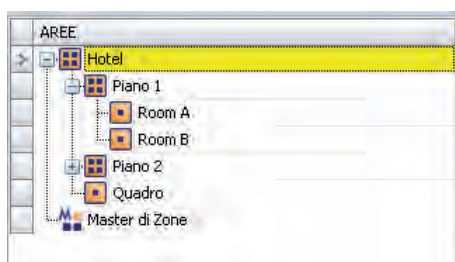 AREE
Hotel
Piano 1
Room A
Room B
Piano 2
Quadro
Master di Zone